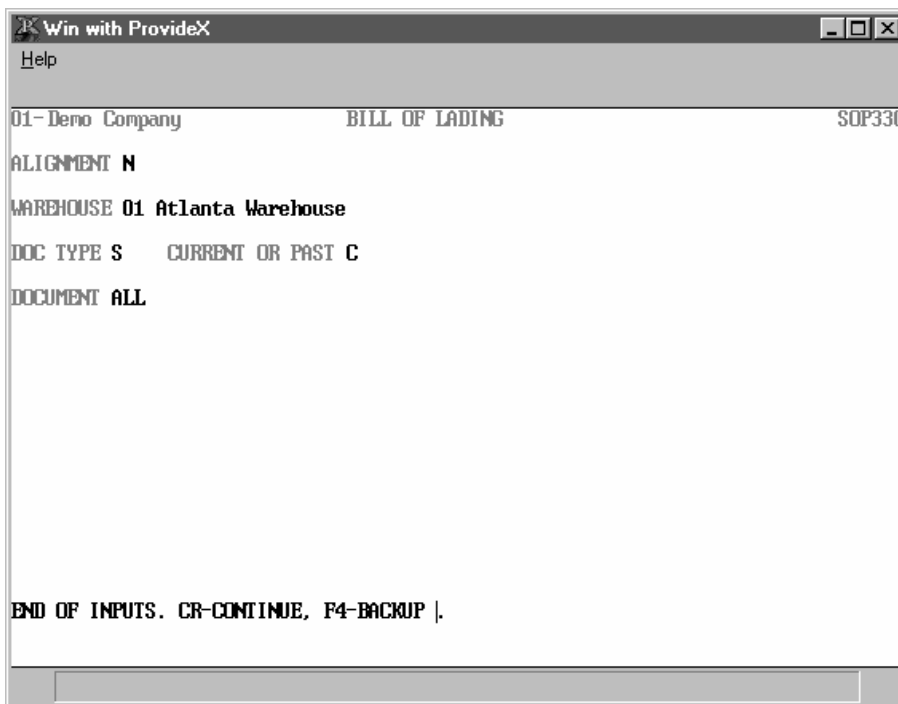 Win with ProvideX
Help
01-Demo Company BILL OF LADING SOP330
ALIGNMENT N
WAREHOUSE 01 Atlanta Warehouse
DOC TYPE S CURRENT OR PAST C
DOCUMENT ALL
END OF INPUTS. CR-CONTINUE, F4-BACKUP .